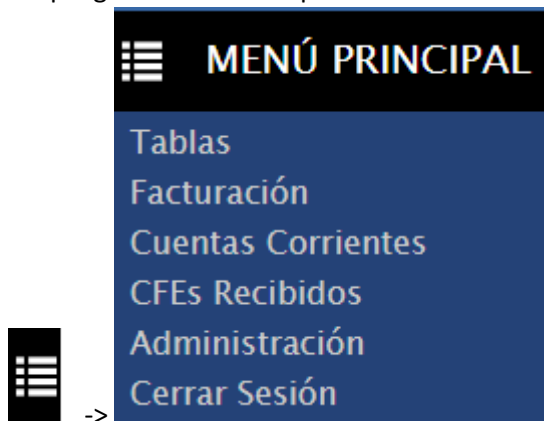 MENÚ PRINCIPAL
Tablas
Facturación
Cuentas Corrientes
CFEs Recibidos
Administración
Cerrar Sesión
->